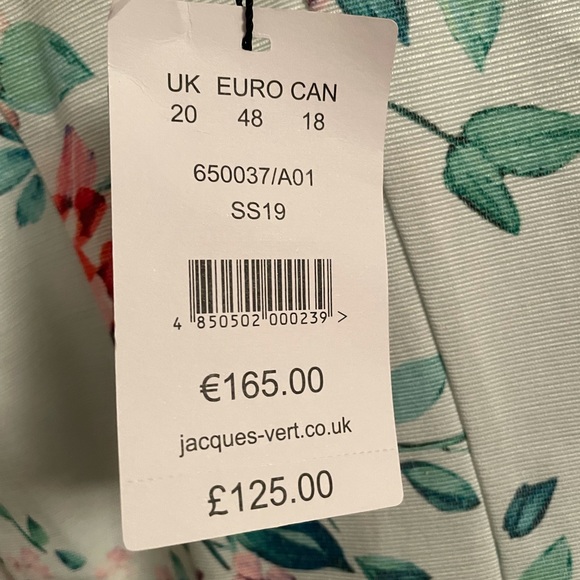 UK EURO CAN
20 48 18
650037/A01
SS19
4 850502 000239 >
€165.00
jacques-vert.co.uk
£125.00